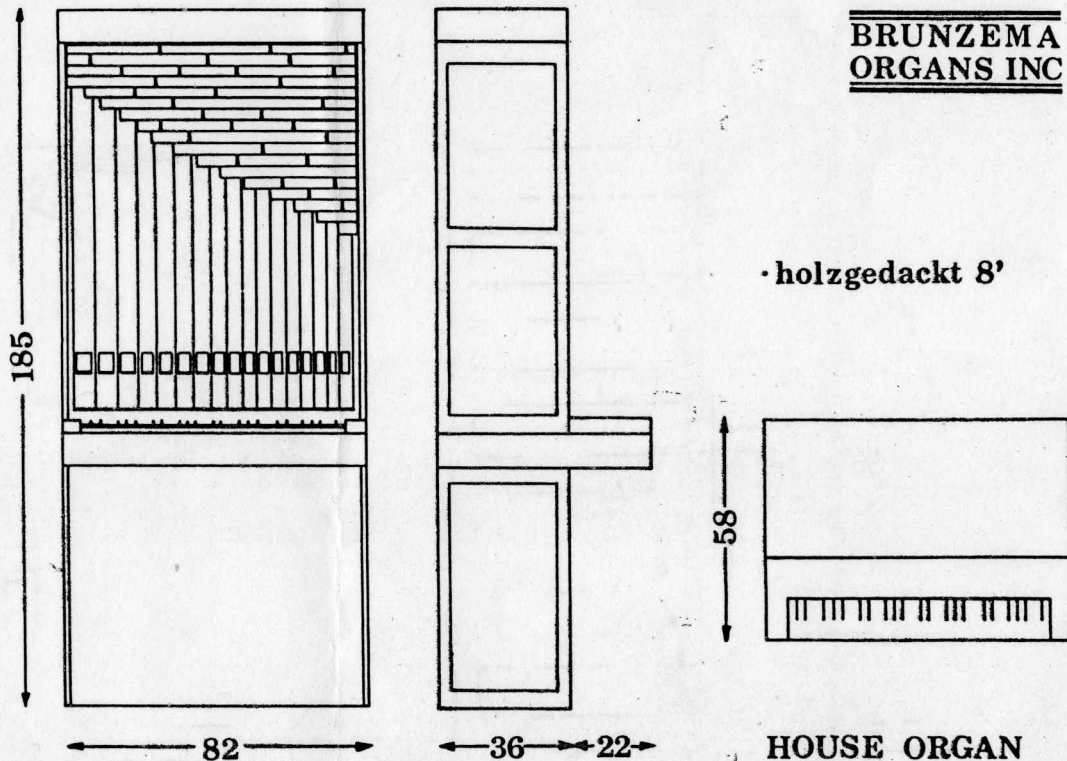 BRUNZEMA
ORGANS INC
·holzgedackt 8'
185
58
82
36
22
HOUSE ORGAN